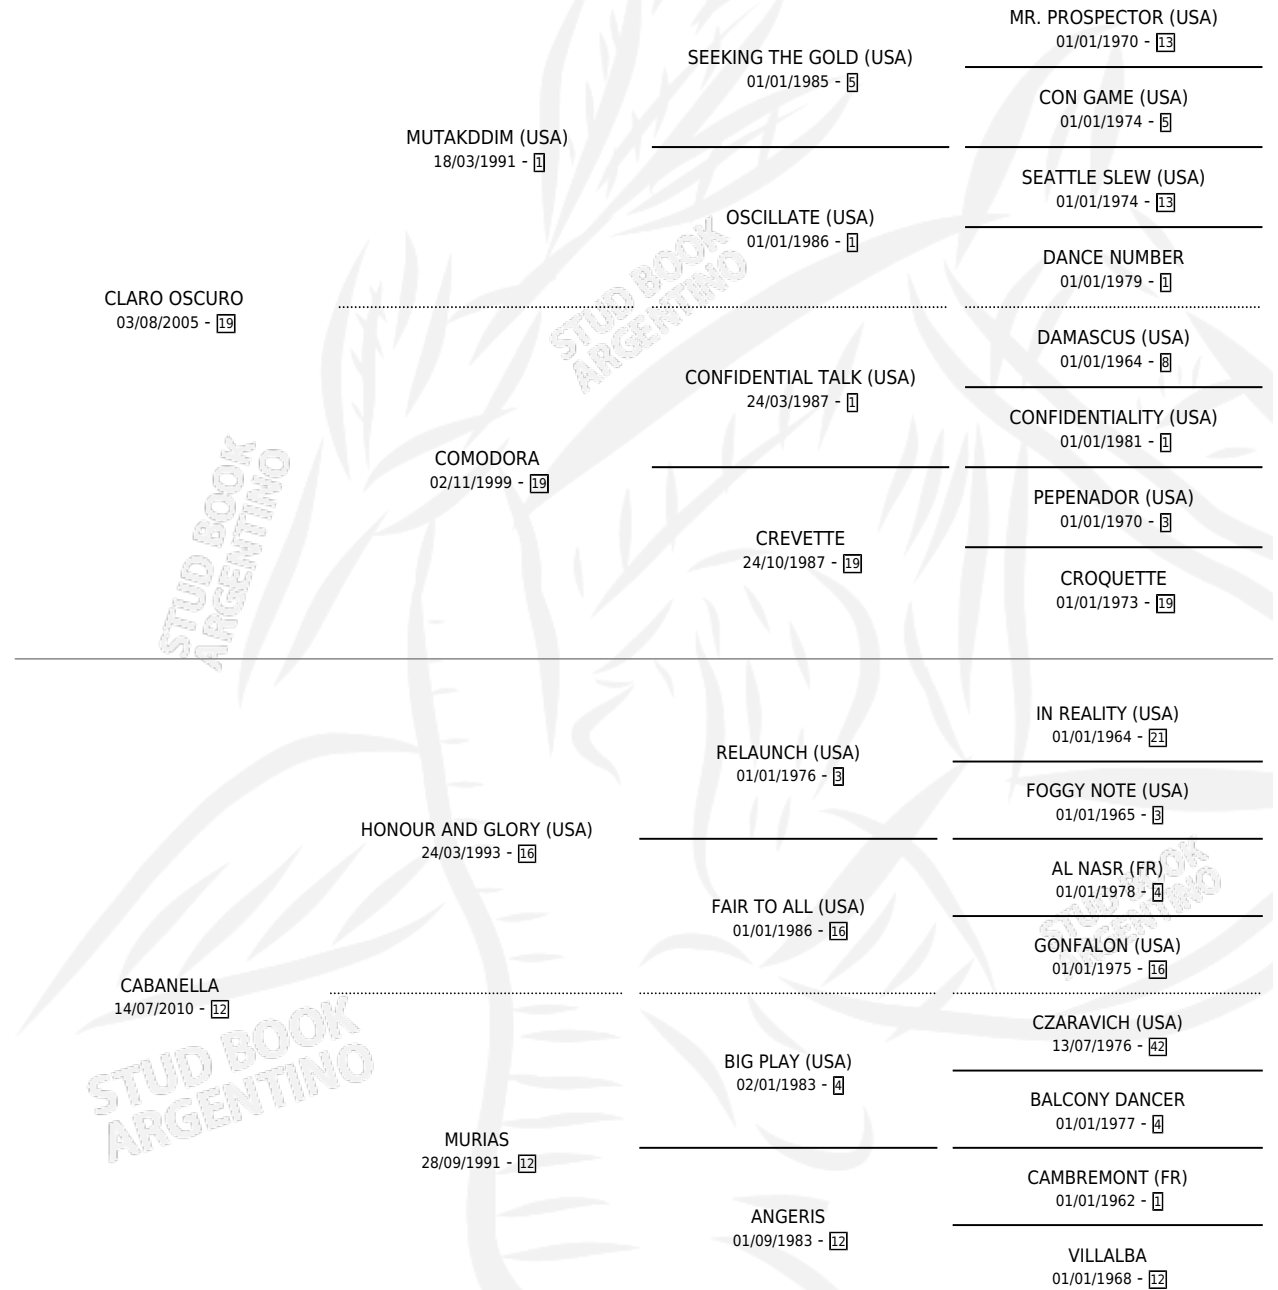 MR. PROSPECTOR (USA)
01/01/1970 - 13
SEEKING THE GOLD (USA)
01/01/1985 - 5
CON GAME (USA)
01/01/1974 - 5
MUTAKDDIM (USA)
18/03/1991 - 1
SEATTLE SLEW (USA)
01/01/1974 - 13
OSCILLATE (USA)
01/01/1986 - 1
DANCE NUMBER
01/01/1979 - 1
CLARO OSCURO
03/08/2005 - 19
STUD BOOK
ARGENTINO
DAMASCUS (USA)
01/01/1964 - 8
CONFIDENTIAL TALK (USA)
24/03/1987 - 1
CONFIDENTIALITY (USA)
01/01/1981 - 1
COMODORA
02/11/1999 - 19
PEPENADOR (USA)
01/01/1970 - 3
CREVETTE
24/10/1987 - 19
CROQUETTE
01/01/1973 - 19
STUD BOOK
ARGENTINO
IN REALITY (USA)
01/01/1964 - 21
RELAUNCH (USA)
01/01/1976 - 3
FOGGY NOTE (USA)
01/01/1965 - 3
HONOUR AND GLORY (USA)
24/03/1993 - 16
AL NASR (FR)
01/01/1978 - 4
FAIR TO ALL (USA)
01/01/1986 - 16
STUD BOOK
ARGENTINO
GONFALON (USA)
01/01/1975 - 16
CABANELLA
14/07/2010 - 12
CZARAVICH (USA)
13/07/1976 - 42
BIG PLAY (USA)
02/01/1983 - 4
STUD BOOK
ARGENTINO
BALCONY DANCER
01/01/1977 - 4
MURIAS
28/09/1991 - 12
CAMBREMONT (FR)
01/01/1962 - 1
ANGERIS
01/09/1983 - 12
VILLALBA
01/01/1968 - 12